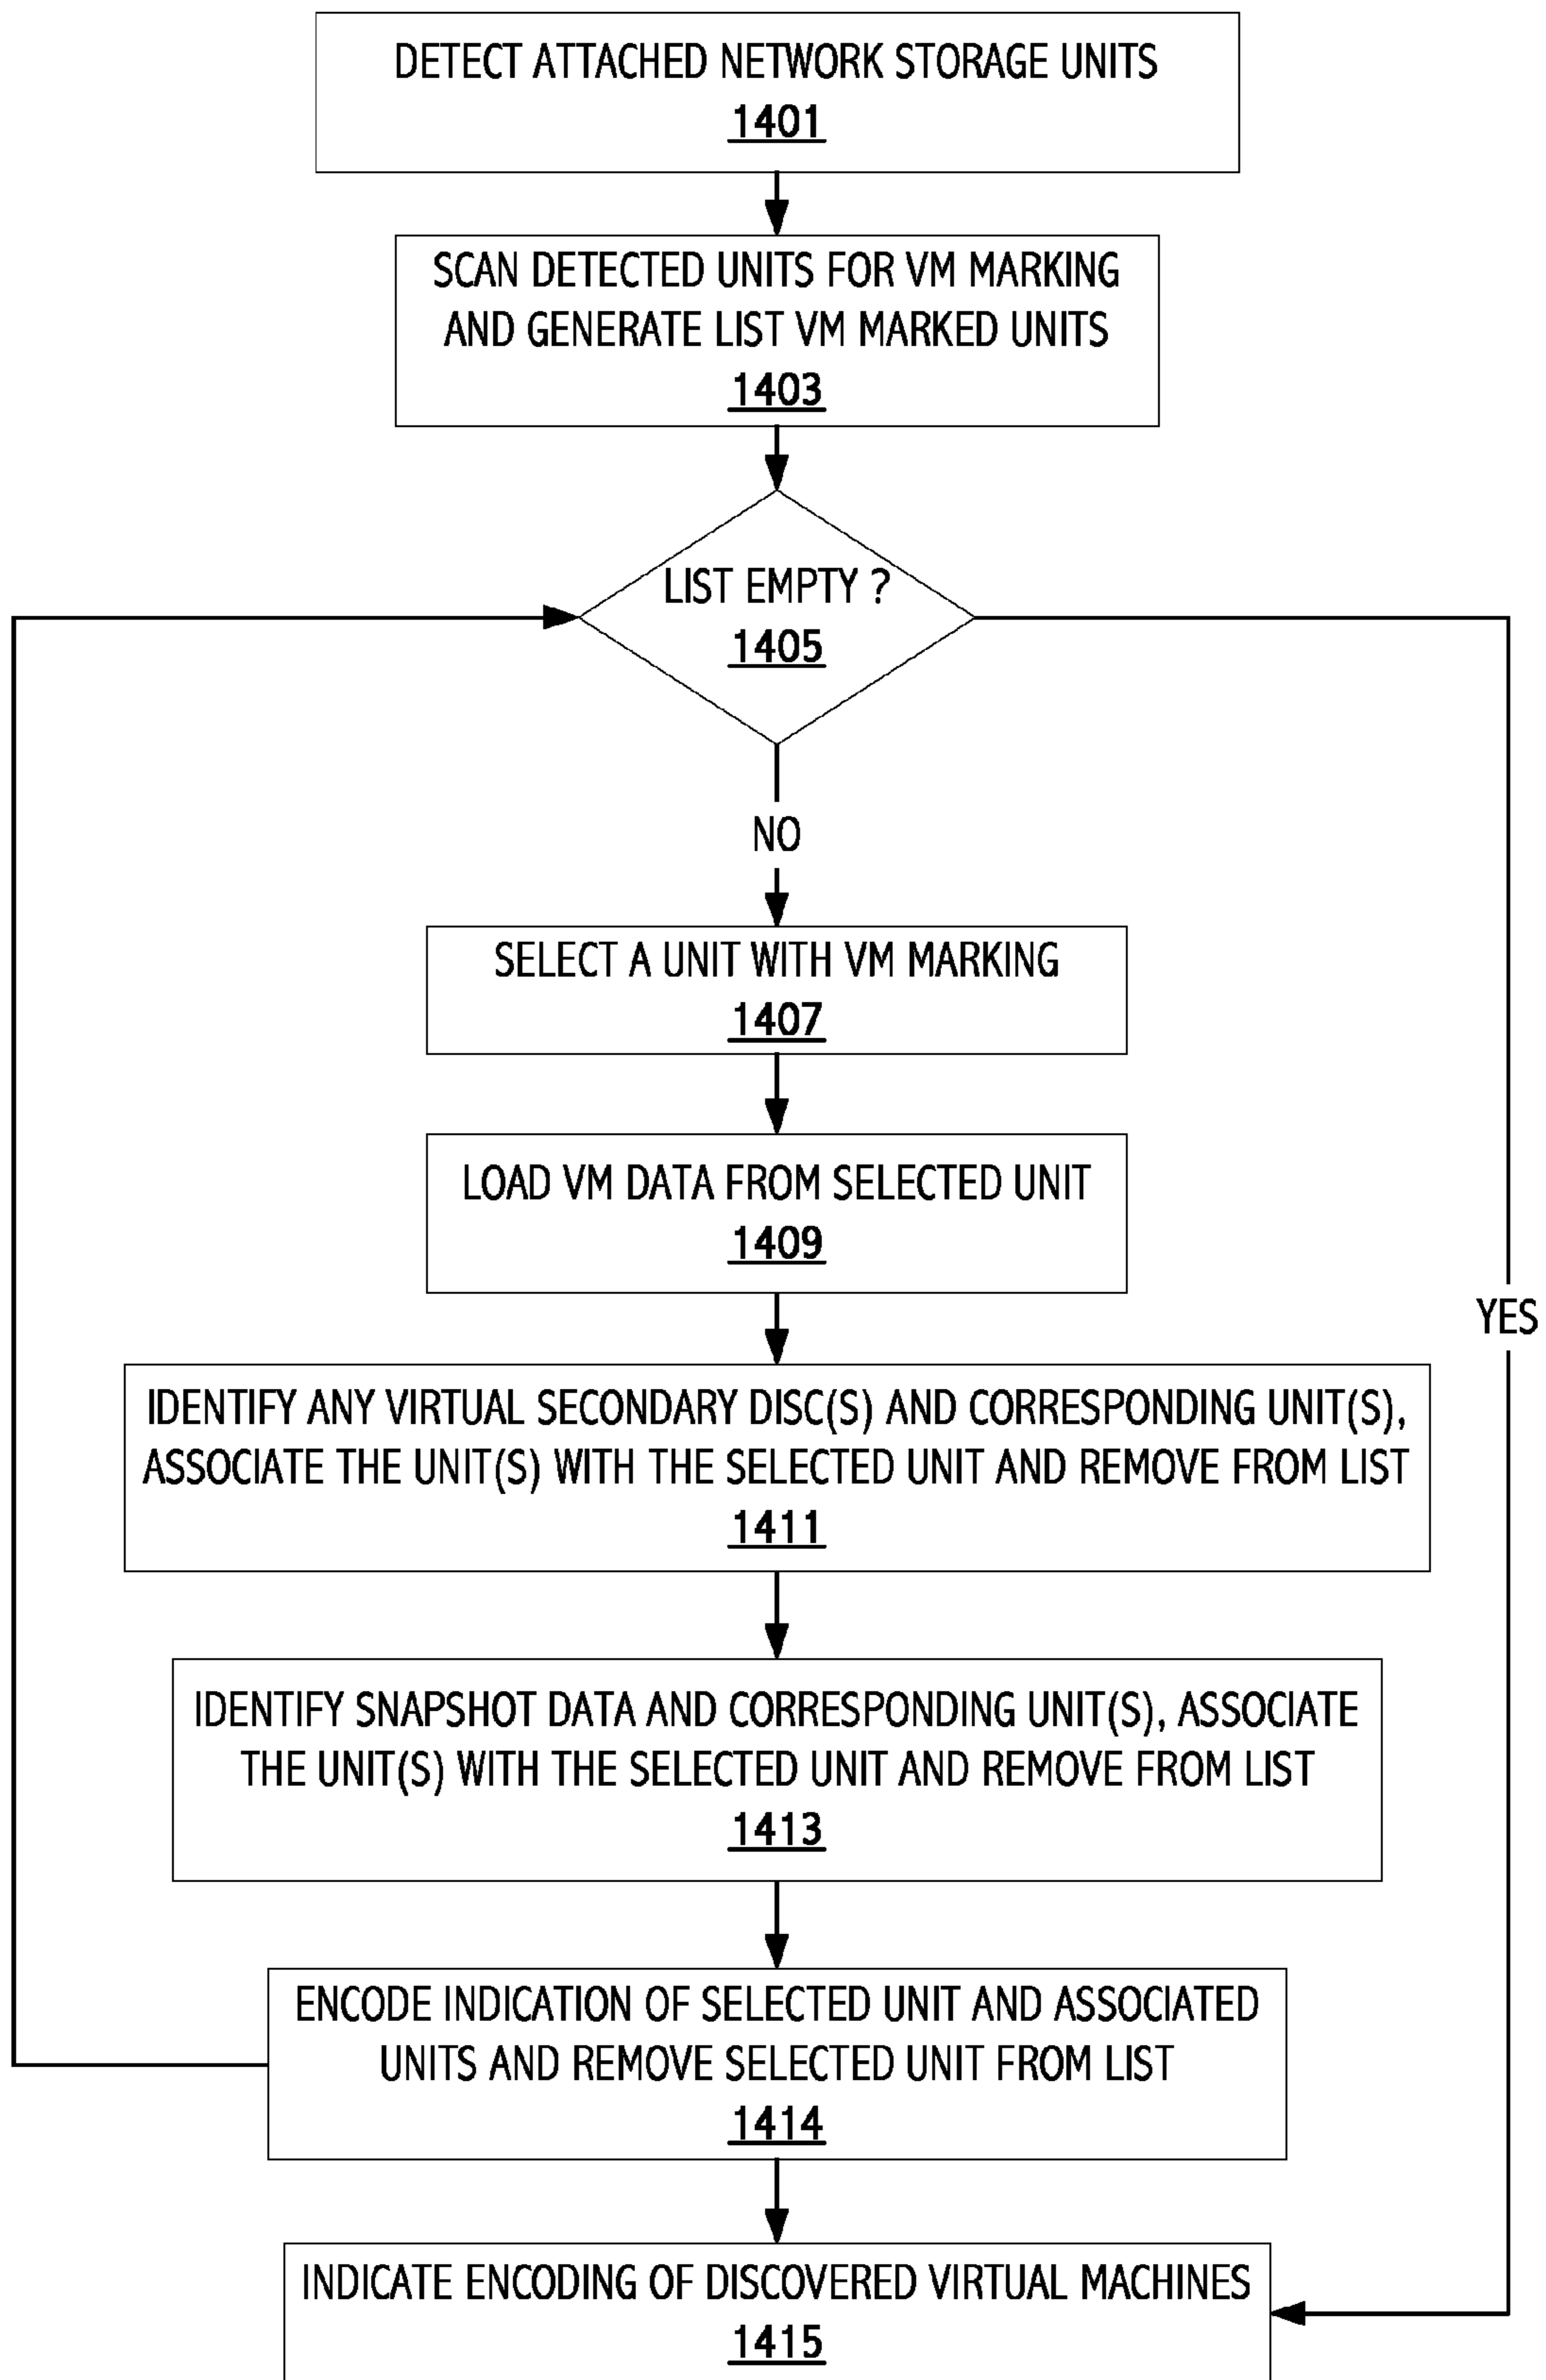 DETECT ATTACHED NETWORK STORAGE UNITS
1401
SCAN DETECTED UNITS FOR VM MARKING
AND GENERATE LIST VM MARKED UNITS
1403
LIST EMPTY ?
1405
NO
SELECT A UNIT WITH VM MARKING
1407
LOAD VM DATA FROM SELECTED UNIT
1409
YES
IDENTIFY ANY VIRTUAL SECONDARY DISC(S) AND CORRESPONDING UNIT(S),
ASSOCIATE THE UNIT(S) WITH THE SELECTED UNIT AND REMOVE FROM LIST
1411
IDENTIFY SNAPSHOT DATA AND CORRESPONDING UNIT(S), ASSOCIATE
THE UNIT(S) WITH THE SELECTED UNIT AND REMOVE FROM LIST
1413
ENCODE INDICATION OF SELECTED UNIT AND ASSOCIATED
UNITS AND REMOVE SELECTED UNIT FROM LIST
1414
INDICATE ENCODING OF DISCOVERED VIRTUAL MACHINES
1415